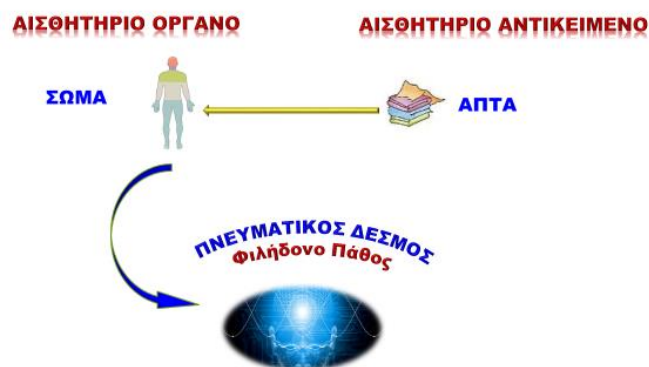 ΑΙΣΘΗΤΗΡΙΟ ΟΡΓΑΝΟ
ΑΙΣΘΗΤΗΡΙΟ ΑΝΤΙΚΕΙΜΕΝΟ
ΣΩΜΑ
ΑΠΤΑ
ΠΝΕΥΜΑΤΙΚΟΣ ΔΕΣΜΟΣ
Φιλήδονο Πάθος